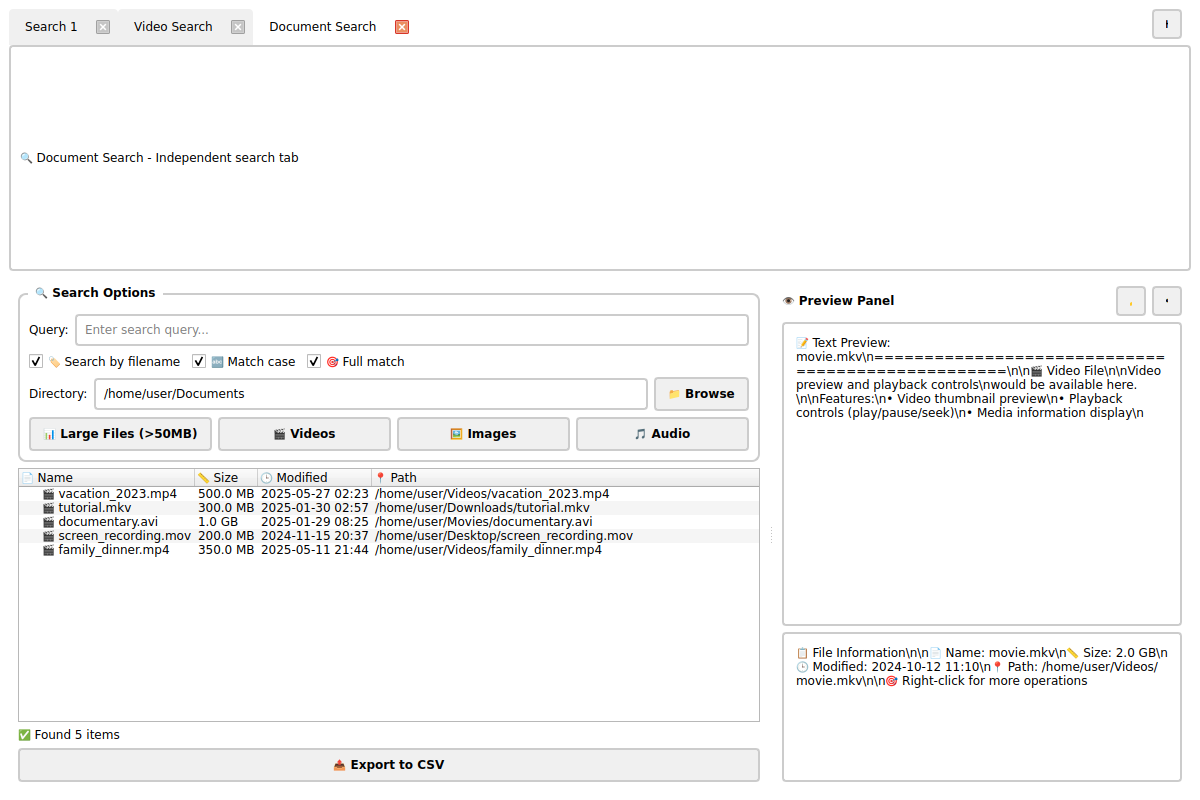 Search 1
Video Search
Document Search
🔍 Document Search - Independent search tab
🔍 Search Options
Query: Enter search query...
🏷️ Search by filename
🔤 Match case
🎯 Full match
Directory: /home/user/Documents
📁 Browse
📊 Large Files (>50MB)
🎬 Videos
🖼️ Images
🎵 Audio
📄 Name 📏 Size 🕒 Modified 📍 Path
🎬 vacation_2023.mp4 500.0 MB 2025-05-27 02:23 /home/user/Videos/vacation_2023.mp4
🎬 tutorial.mkv 300.0 MB 2025-01-30 02:57 /home/user/Downloads/tutorial.mkv
🎬 documentary.avi 1.0 GB 2025-01-29 08:25 /home/user/Movies/documentary.avi
🎬 screen_recording.mov 200.0 MB 2024-11-15 20:37 /home/user/Desktop/screen_recording.mov
🎬 family_dinner.mp4 350.0 MB 2025-05-11 21:44 /home/user/Videos/family_dinner.mp4
✅ Found 5 items
📤 Export to CSV
👁️ Preview Panel
📝 Text Preview:
movie.mkv\n=============================
=====================\n\n🎬 Video File\n\nVideo
preview and playback controls\nwould be available here.
\n\nFeatures:\n• Video thumbnail preview\n• Playback
controls (play/pause/seek)\n• Media information display\n
📋 File Information\n\n📄 Name: movie.mkv\n📏 Size: 2.0 GB\n
🕒 Modified: 2024-10-12 11:10\n📍 Path: /home/user/Videos/
movie.mkv\n\n🎯 Right-click for more operations